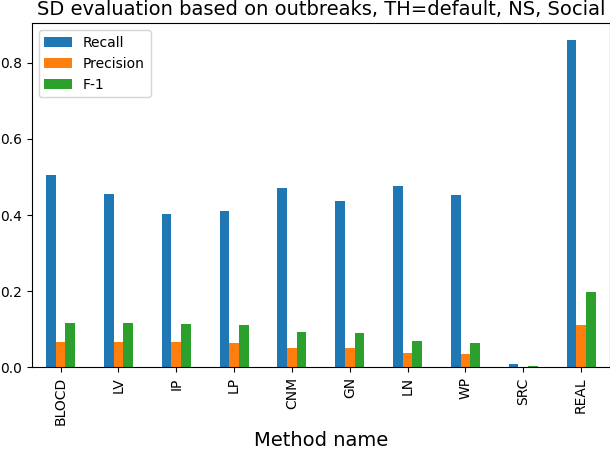 SD evaluation based on outbreaks, TH=default, NS, Social
Recall
Precision
F-1
0.8
0.6
0.4
0.2
0.0
BLOCD
LV
IP
LP
CNM
GN
LN
WP
SRC
REAL
Method name